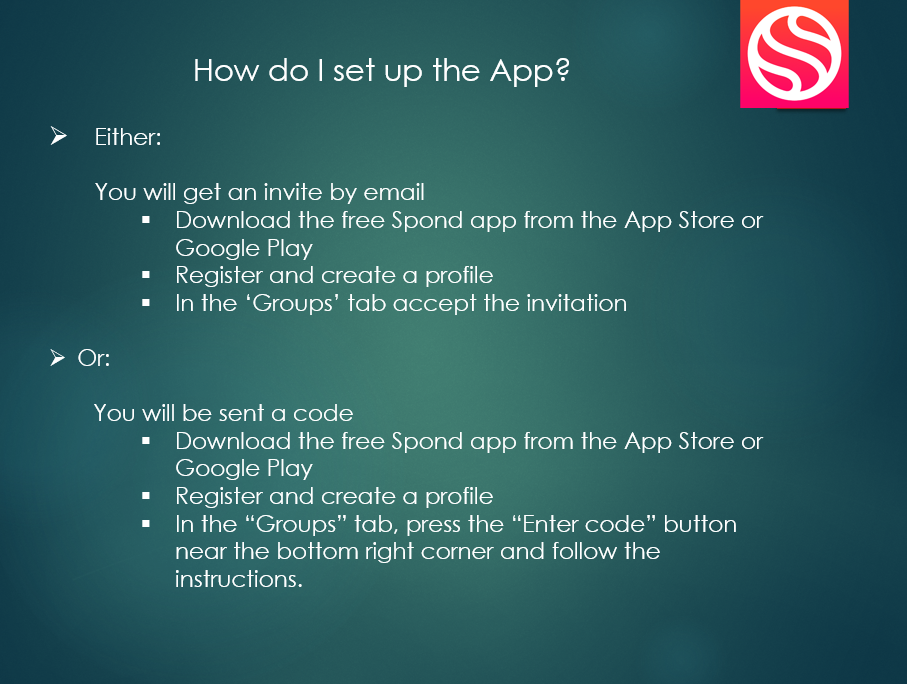 How do I set up the App?
➢ Either:
You will get an invite by email
▪ Download the free Spond app from the App Store or
Google Play
▪ Register and create a profile
▪ In the ‘Groups’ tab accept the invitation
➢ Or:
You will be sent a code
▪ Download the free Spond app from the App Store or
Google Play
▪ Register and create a profile
▪ In the “Groups” tab, press the “Enter code” button
near the bottom right corner and follow the
instructions.